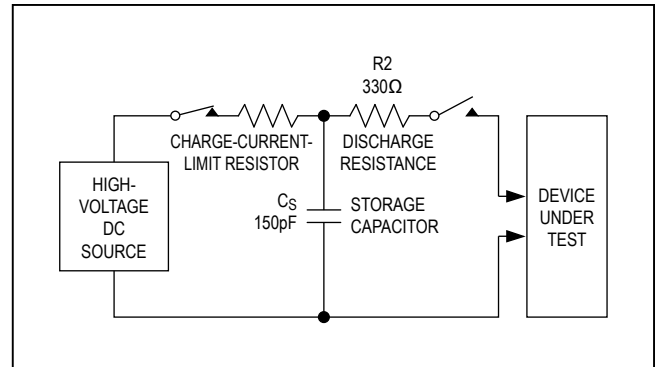 R2
330Ω
CHARGE-CURRENT-
LIMIT RESISTOR
DISCHARGE
RESISTANCE
HIGH-
VOLTAGE
DC
SOURCE
CS
150pF
STORAGE
CAPACITOR
DEVICE
UNDER
TEST